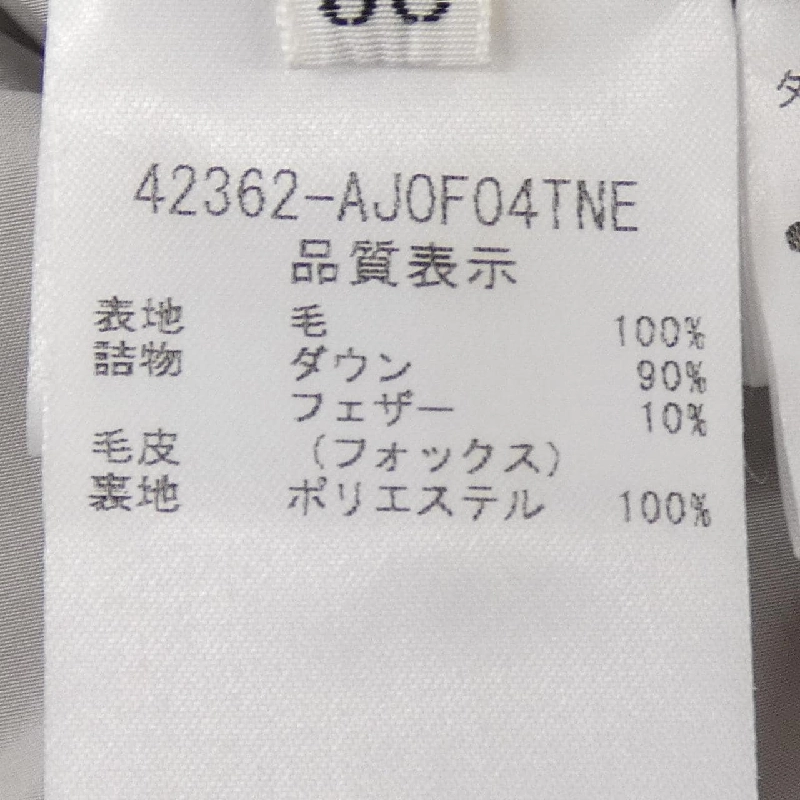 42362-AJ0F04TNE
品質表示
表地 毛 100%
詰物 ダウン 90%
フェザー 10%
毛皮 (フォックス)
裏地 ポリエステル 100%